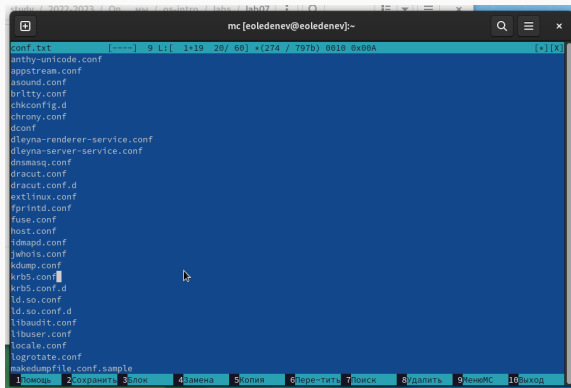 mc [eoledenev@eoledenev]:~
conf.txt [----] 9 L:[ 1+19 20/ 60] *(274 / 797b) 0010 0x00A [*][X]
anthy-unicode.conf
appstream.conf
asound.conf
brltty.conf
chkconfig.d
chrony.conf
dconf
dleyna-renderer-service.conf
dleyna-server-service.conf
dnsmasq.conf
dracut.conf
dracut.conf.d
extlinux.conf
fprintd.conf
fuse.conf
host.conf
idmapd.conf
jwhois.conf
kdump.conf
krb5.conf
krb5.conf.d
ld.so.conf
ld.so.conf.d
libaudit.conf
libuser.conf
locale.conf
logrotate.conf
makedumpfile.conf.sample
1Помощь 2Сохранить 3Блок 4Замена 5Копия 6Пере~тить 7Поиск 8Удалить 9МенюMC 10Выход